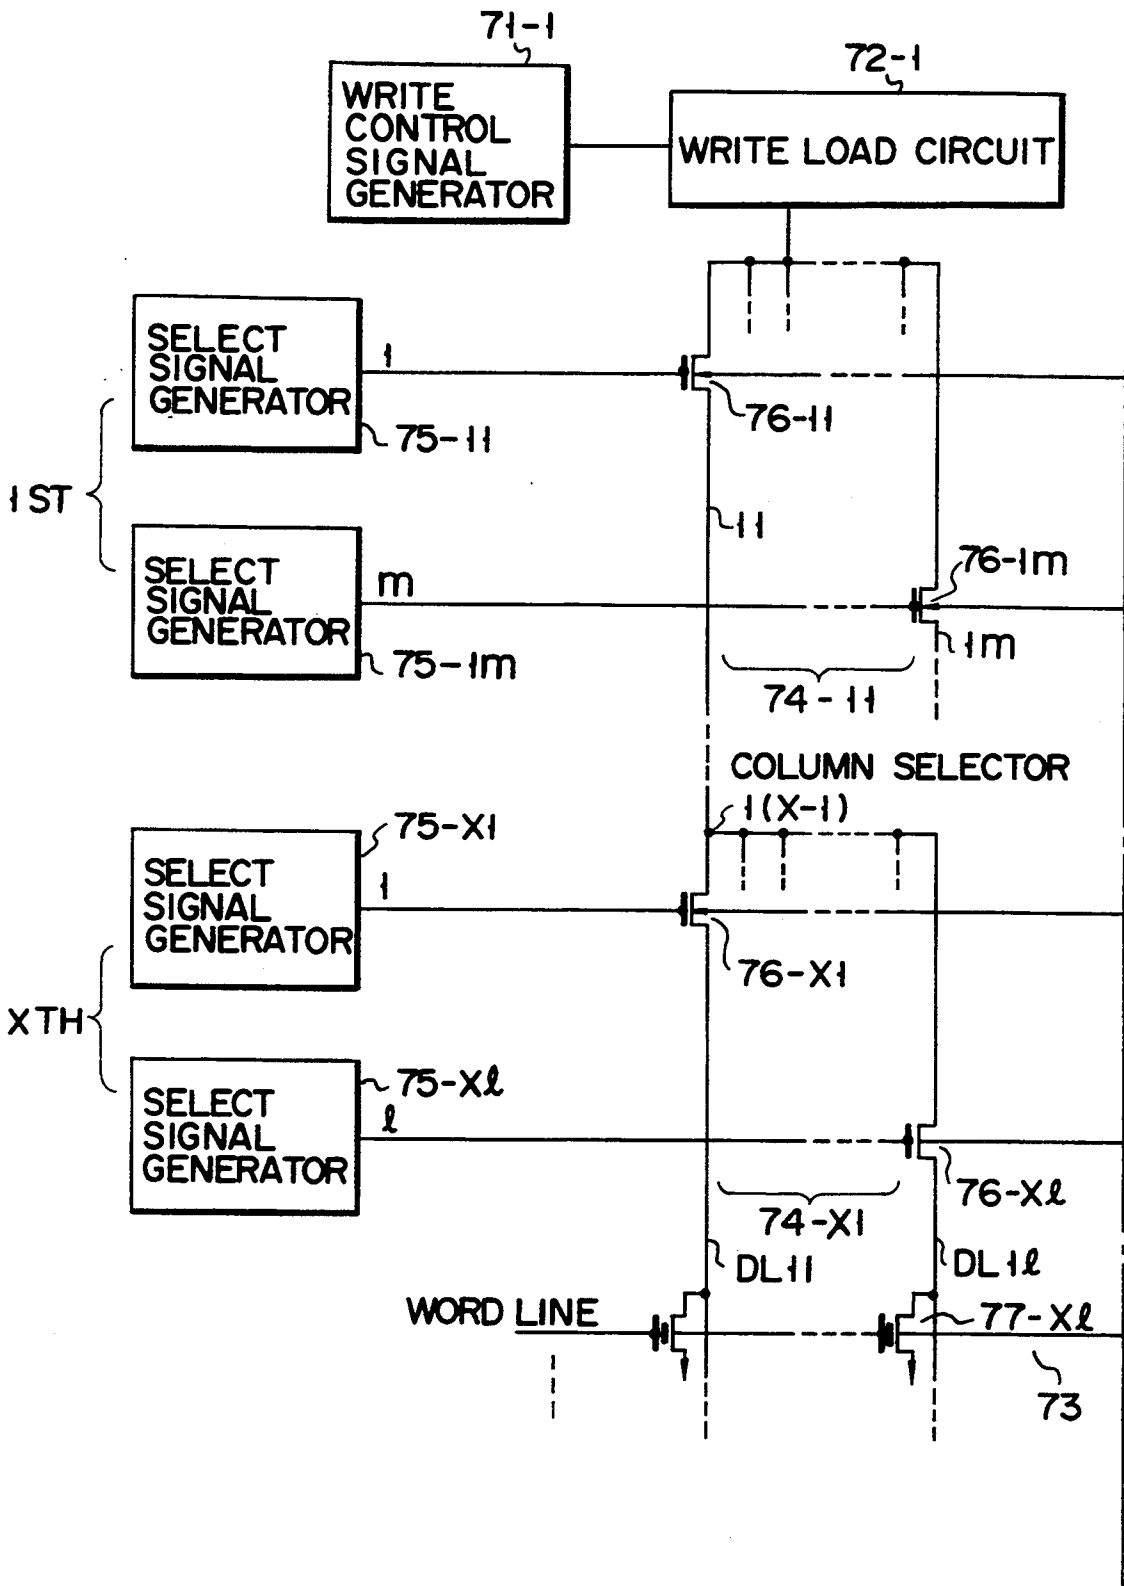 71-1
72-1
WRITE
CONTROL
SIGNAL
GENERATOR
WRITE LOAD CIRCUIT
SELECT
SIGNAL
GENERATOR
1
75-11
76-11
1ST
11
SELECT
SIGNAL
GENERATOR
m
75-1m
76-1m
1m
74-11
COLUMN SELECTOR
1(X-1)
75-X1
SELECT
SIGNAL
GENERATOR
1
76-X1
XTH
75-Xℓ
SELECT
SIGNAL
GENERATOR
ℓ
76-Xℓ
74-X1
DL11
DL1ℓ
WORD LINE
77-Xℓ
73